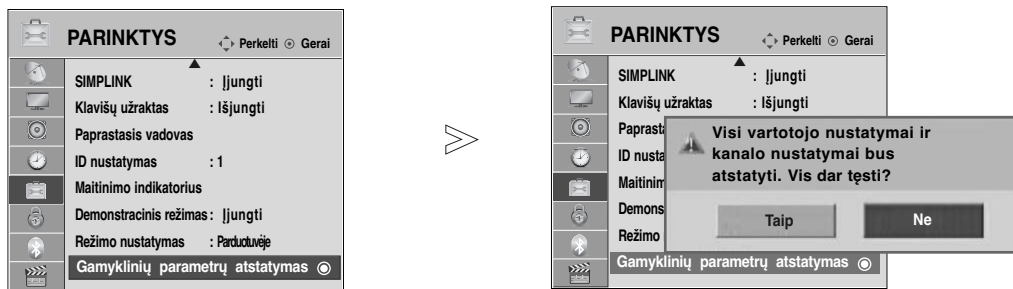 PARINKTYS
Perkelti Gerai
SIMPLINK : Įjungti
Klavišų užraktas : Išjungti
Paprastasis vadovas
ID nustatymas : 1
Maitinimo indikatorius
Demonstracinis režimas : Įjungti
Režimo nustatymas : Parduotuvėje
Gamyklinių parametrų atstatymas
PARINKTYS
Perkelti Gerai
SIMPLINK : Įjungti
Klavišų užraktas : Išjungti
Paprasta
ID nusta
Maitinim
Demons
Režimo
Gamyklinių parametrų atstatymas
Visi vartotojo nustatymai ir
kanalo nustatymai bus
atstatyti. Vis dar tęsti?
Taip Ne